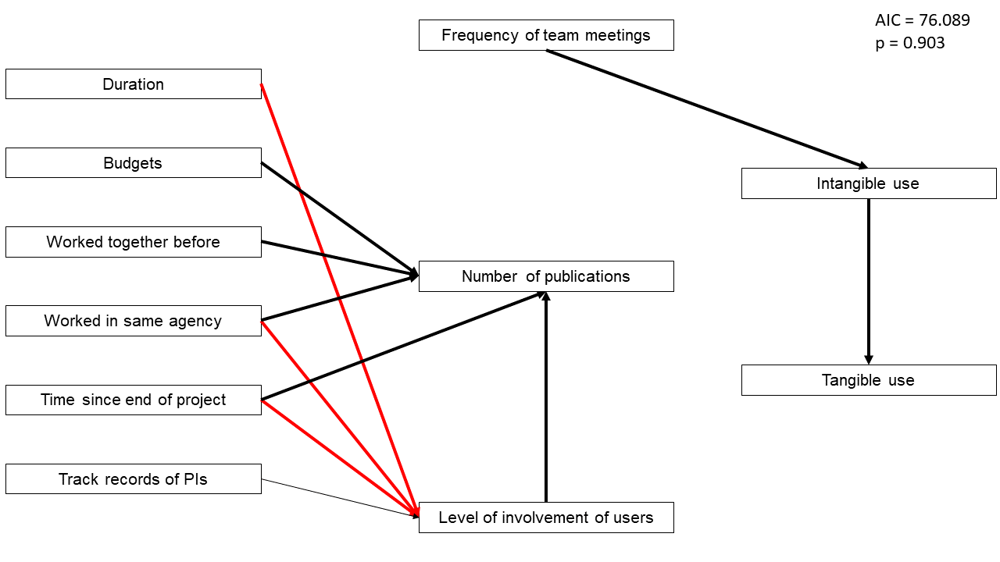 AIC = 76.089
p = 0.903
Frequency of team meetings
Duration
Budgets
Intangible use
Worked together before
Number of publications
Worked in same agency
Tangible use
Time since end of project
Track records of PIs
Level of involvement of users